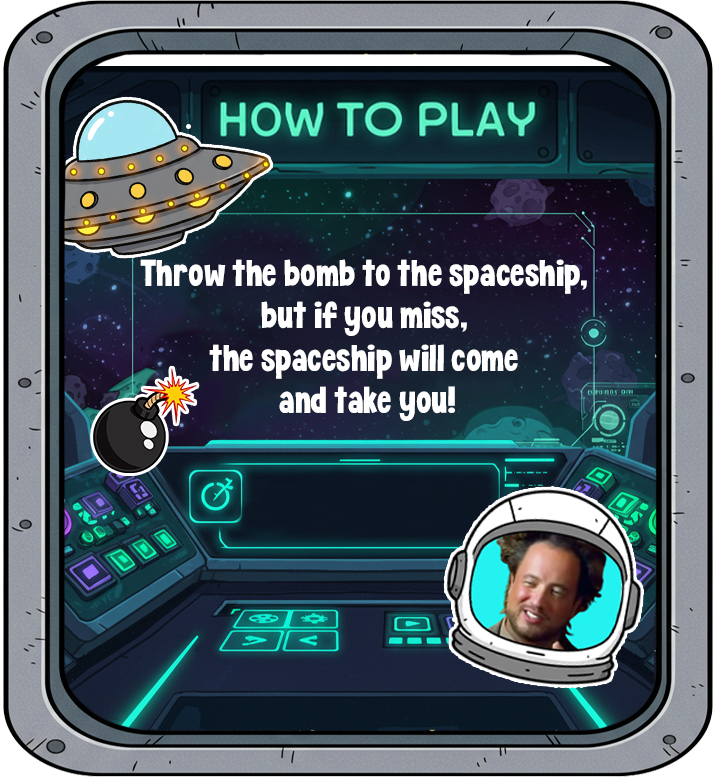 HOW TO PLAY
Throw the bomb to the spaceship,
but if you miss,
the spaceship will come
and take you!